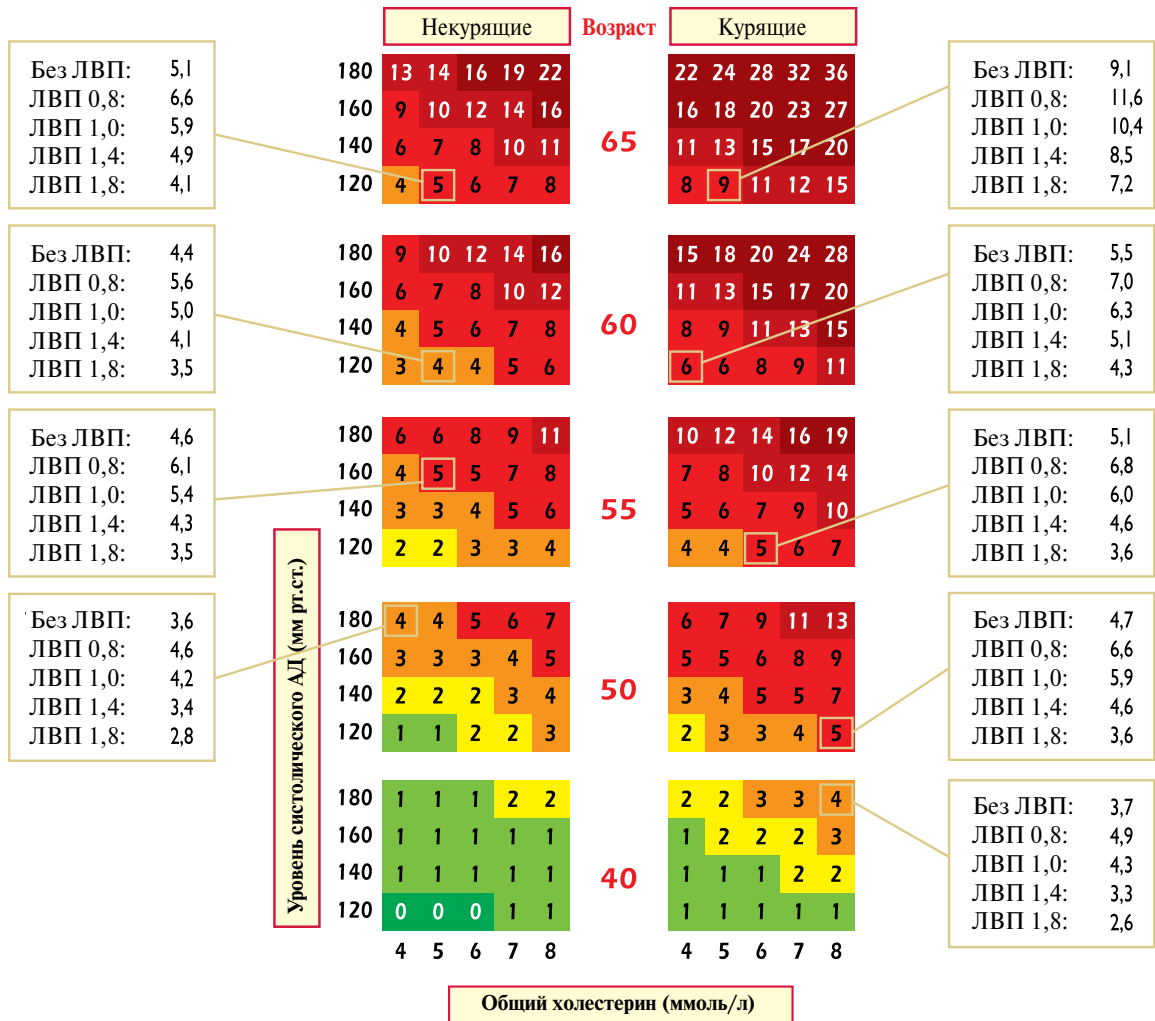 Некурящие Возраст Курящие
Без ЛВП: 5,1
ЛВП 0,8: 6,6
ЛВП 1,0: 5,9
ЛВП 1,4: 4,9
ЛВП 1,8: 4,1
180 13 14 16 19 22
160 9 10 12 14 16
140 6 7 8 10 11
120 4 5 6 7 8
65
22 24 28 32 36
16 18 20 23 27
11 13 15 17 20
8 9 11 12 15
Без ЛВП: 9,1
ЛВП 0,8: 11,6
ЛВП 1,0: 10,4
ЛВП 1,4: 8,5
ЛВП 1,8: 7,2
Без ЛВП: 4,4
ЛВП 0,8: 5,6
ЛВП 1,0: 5,0
ЛВП 1,4: 4,1
ЛВП 1,8: 3,5
180 9 10 12 14 16
160 6 7 8 10 12
140 4 5 6 7 8
120 3 4 4 5 6
60
15 18 20 24 28
11 13 15 17 20
8 9 11 13 15
6 6 8 9 11
Без ЛВП: 5,5
ЛВП 0,8: 7,0
ЛВП 1,0: 6,3
ЛВП 1,4: 5,1
ЛВП 1,8: 4,3
Без ЛВП: 4,6
ЛВП 0,8: 6,1
ЛВП 1,0: 5,4
ЛВП 1,4: 4,3
ЛВП 1,8: 3,5
180 6 6 8 9 11
160 4 5 5 7 8
140 3 3 4 5 6
120 2 2 3 3 4
55
10 12 14 16 19
7 8 10 12 14
5 6 7 9 10
4 4 5 6 7
Без ЛВП: 5,1
ЛВП 0,8: 6,8
ЛВП 1,0: 6,0
ЛВП 1,4: 4,6
ЛВП 1,8: 3,6
Без ЛВП: 3,6
ЛВП 0,8: 4,6
ЛВП 1,0: 4,2
ЛВП 1,4: 3,4
ЛВП 1,8: 2,8
Уровень систолического АД (мм рт.ст.)
180 4 4 5 6 7
160 3 3 3 4 5
140 2 2 2 3 4
120 1 1 2 2 3
50
6 7 9 11 13
5 5 6 8 9
3 4 5 5 7
2 3 3 4 5
Без ЛВП: 4,7
ЛВП 0,8: 6,6
ЛВП 1,0: 5,9
ЛВП 1,4: 4,6
ЛВП 1,8: 3,6
180 1 1 1 2 2
160 1 1 1 1 1
140 1 1 1 1 1
120 0 0 0 1 1
40
2 2 3 3 4
1 2 2 2 3
1 1 1 2 2
1 1 1 1 1
Без ЛВП: 3,7
ЛВП 0,8: 4,9
ЛВП 1,0: 4,3
ЛВП 1,4: 3,3
ЛВП 1,8: 2,6
4 5 6 7 8
4 5 6 7 8
Общий холестерин (ммоль/л)